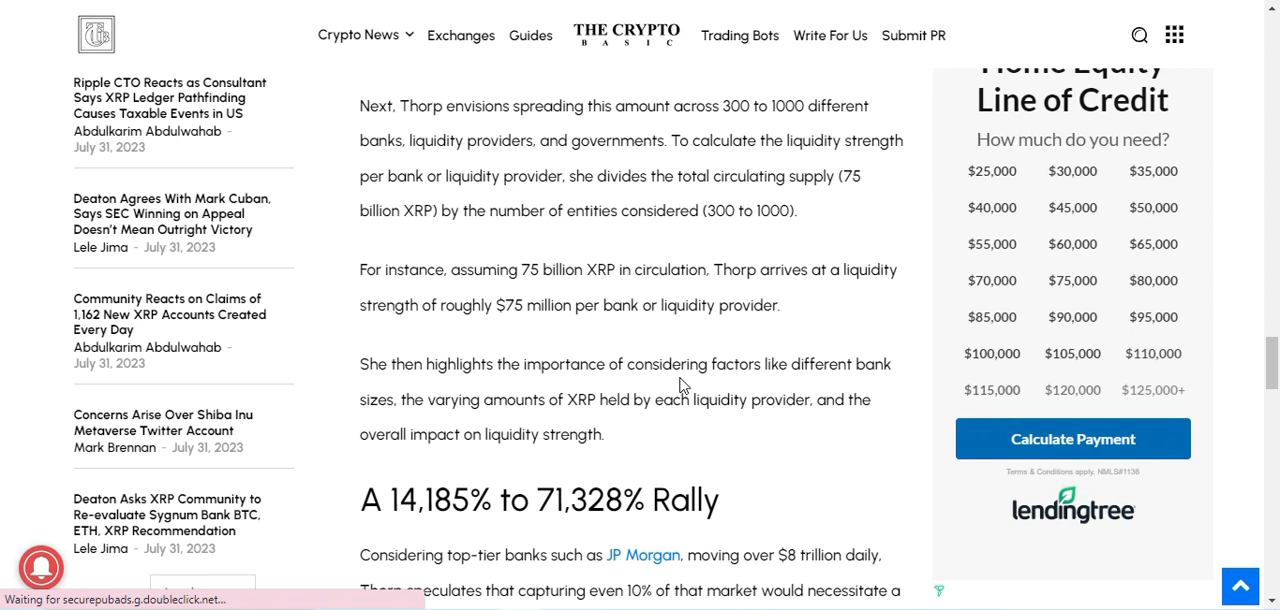 Crypto News
Exchanges
Guides
THE CRYPTO
BASIC
Trading Bots
Write For Us
Submit PR
Ripple CTO Reacts as Consultant
Says XRP Ledger Pathfinding
Causes Taxable Events in US
Abdulkarim Abdulwahab -
July 31, 2023
Deaton Agrees With Mark Cuban,
Says SEC Winning on Appeal
Doesn't Mean Outright Victory
Lele Jima - July 31, 2023
Community Reacts on Claims of
1,162 New XRP Accounts Created
Every Day
Abdulkarim Abdulwahab -
July 31, 2023
Concerns Arise Over Shiba Inu
Metaverse Twitter Account
Mark Brennan - July 31, 2023
Deaton Asks XRP Community to
Re-evaluate Sygnum Bank BTC,
ETH, XRP Recommendation
Lele Jima - July 31, 2023
Next, Thorp envisions spreading this amount across 300 to 1000 different
banks, liquidity providers, and governments. To calculate the liquidity strength
per bank or liquidity provider, she divides the total circulating supply (75
billion XRP) by the number of entities considered (300 to 1000).
For instance, assuming 75 billion XRP in circulation, Thorp arrives at a liquidity
strength of roughly $75 million per bank or liquidity provider.
She then highlights the importance of considering factors like different bank
sizes, the varying amounts of XRP held by each liquidity provider, and the
overall impact on liquidity strength.
A 14,185% to 71,328% Rally
Considering top-tier banks such as JP Morgan, moving over $8 trillion daily,
Thorp speculates that capturing even 10% of that market would necessitate a
Home Equity
Line of Credit
How much do you need?
$25,000 $30,000 $35,000
$40,000 $45,000 $50,000
$55,000 $60,000 $65,000
$70,000 $75,000 $80,000
$85,000 $90,000 $95,000
$100,000 $105,000 $110,000
$115,000 $120,000 $125,000+
Calculate Payment
Terms & Conditions apply. NMLS#1136
lendingtree
Waiting for securepubads.g.doubleclick.net...